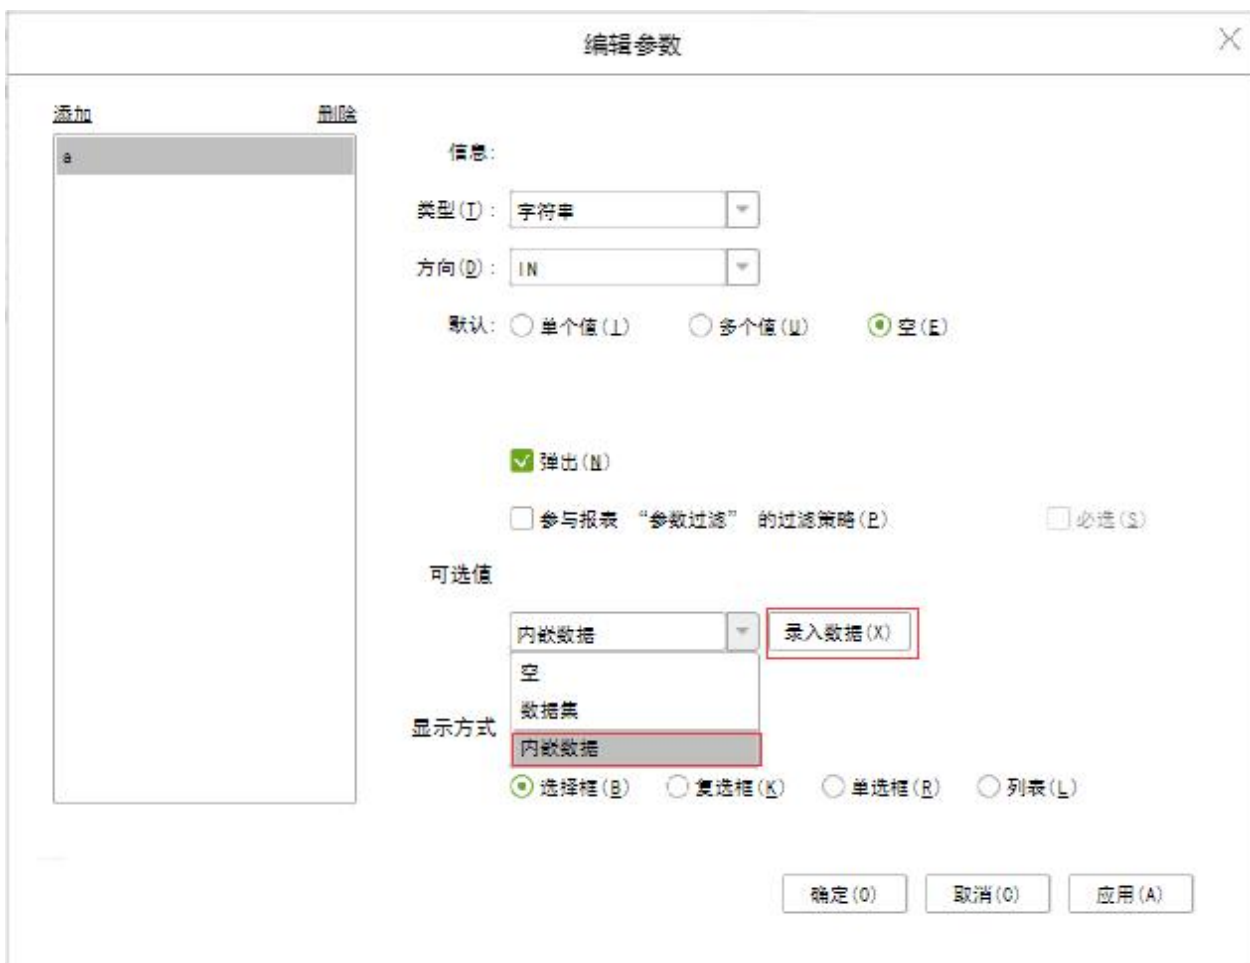 编辑参数
添加 删除
a
信息:
类型(T): 字符串
方向(D): IN
默认: 单个值(I) 多个值(U) 空(E)
弹出(N)
参与报表 “参数过滤” 的过滤策略(P) 必选(S)
可选值
内嵌数据 录入数据(X)
空
数据集
显示方式
内嵌数据
选择框(B) 复选框(K) 单选框(R) 列表(L)
确定(O) 取消(C) 应用(A)